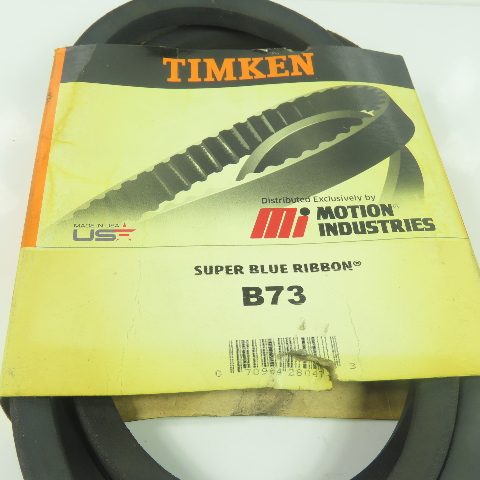 TIMKEN
Distributed Exclusively by
mi MOTION
INDUSTRIES
MADE IN USA
USA
SUPER BLUE RIBBON®
B73